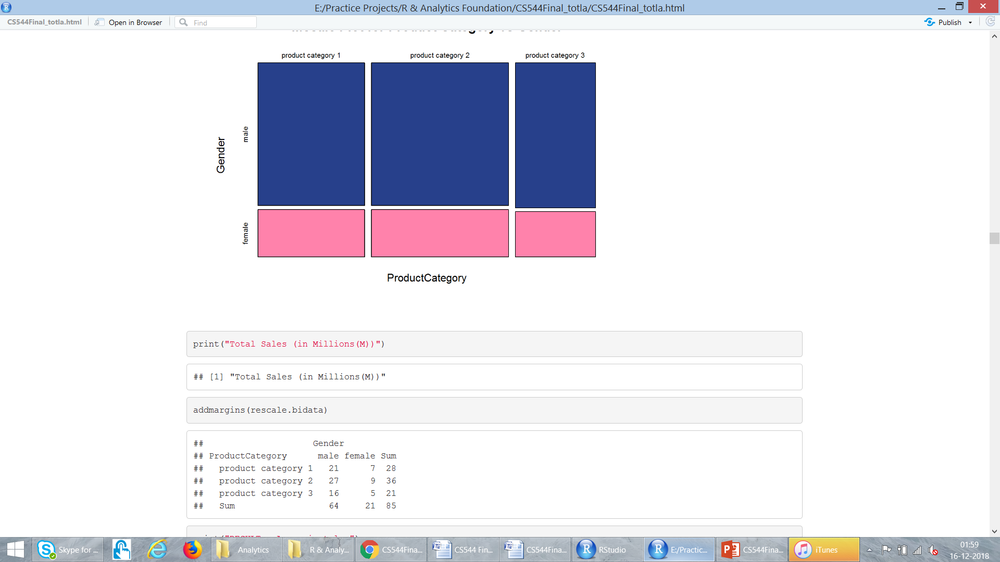 E:/Practice Projects/R & Analytics Foundation/CS544Final_totla/CS544Final_totla.html
CS544Final_totla.html
Open in Browser
Find
Publish
product category 1
product category 2
product category 3
male
Gender
female
ProductCategory
print("Total Sales (in Millions(M))")
## [1] "Total Sales (in Millions(M))"
addmargins(rescale.bidata)
## Gender
## ProductCategory male female Sum
## product category 1 21 7 28
## product category 2 27 9 36
## product category 3 16 5 21
## Sum 64 21 85
Skype for ...
Analytics
R & Analy...
CS544Fina...
CS544 Fin...
CS544Fina...
RStudio
E:/Practic...
CS544Fina...
iTunes
01:59
16-12-2018